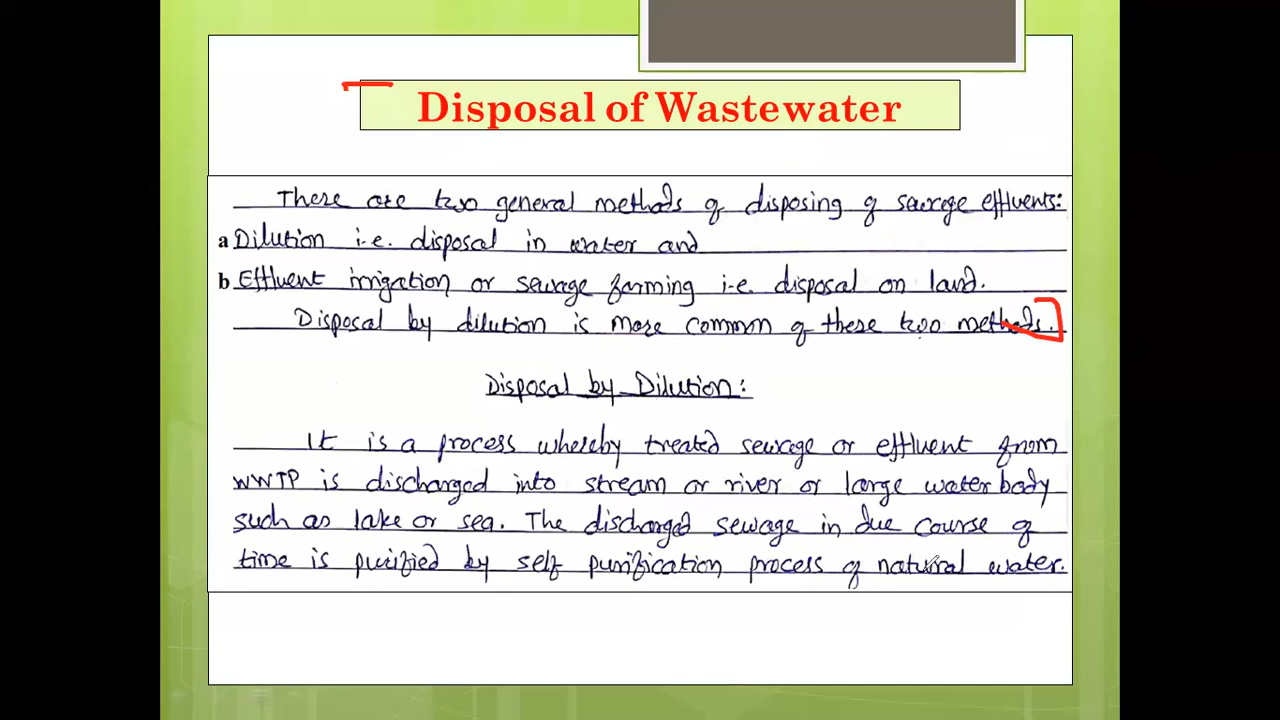 Disposal of Wastewater
There are two general methods of disposing of sewage effluents:
a Dilution i.e. disposal in water and
b Effluent irrigation or sewage farming i.e. disposal on land.
Disposal by dilution is more common of these two methods.
Disposal by Dilution:
It is a process whereby treated sewage or effluent from
WWTP is discharged into stream or river or large water body
such as lake or sea. The discharged sewage in due course of
time is purified by self purification process of natural water.